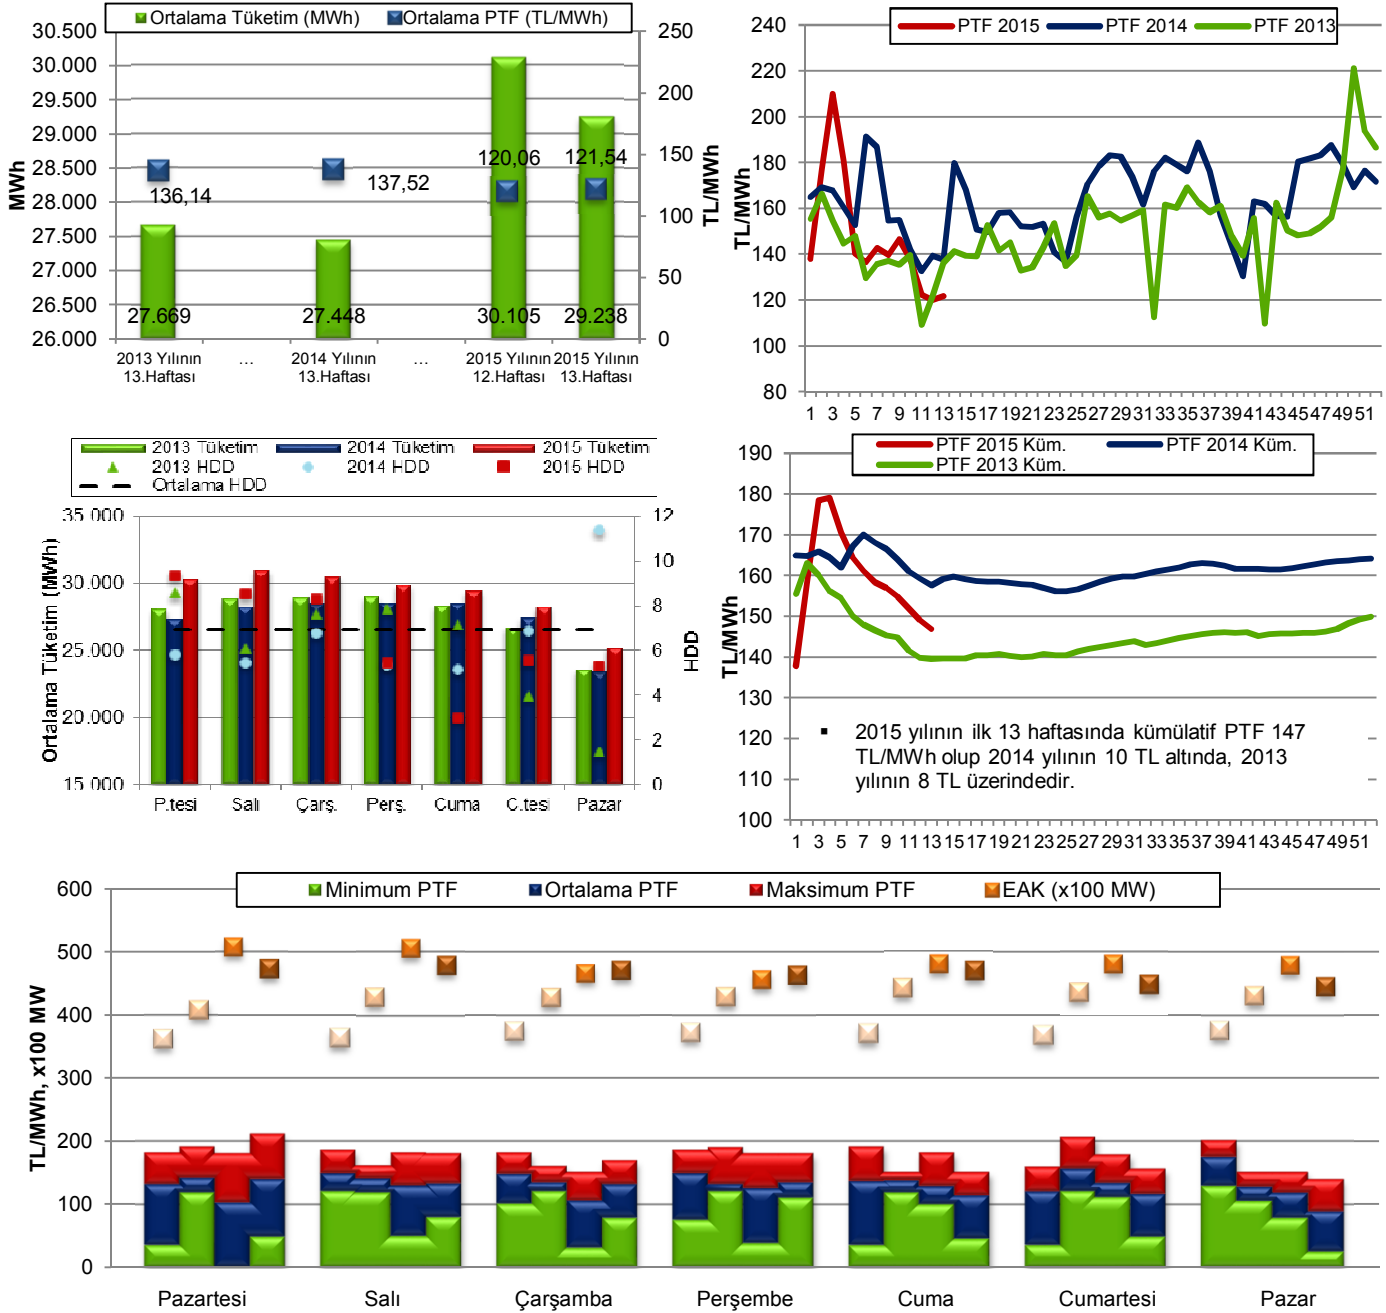 Ortalama Tüketim (MWh) Ortalama PTF (TL/MWh)
30.500
30.000
29.500
29.000
28.500
28.000
27.500
27.000
26.500
26.000
MWh
250
200
150
100
50
0
TL/MWh
136,14
137,52
120,06
121,54
27.669
27.448
30.105
29.238
2013 Yılının
13.Haftası
...
2014 Yılının
13.Haftası
...
2015 Yılının
12.Haftası
2015 Yılının
13.Haftası
PTF 2015 PTF 2014 PTF 2013
240
220
200
180
160
140
120
100
80
TL/MWh
1 3 5 7 9 11 13 15 17 19 21 23 25 27 29 31 33 35 37 39 41 43 45 47 49 51
2013 Tüketim 2014 Tüketim 2015 Tüketim
2013 HDD 2014 HDD 2015 HDD
Ortalama HDD
35 000
30 000
25 000
20 000
15 000
Ortalama Tüketim (MWh)
12
10
8
6
4
2
0
HDD
P.tesi Salı Çarş. Perş. Cuma C.tesi Pazar
PTF 2015 Küm. PTF 2014 Küm.
PTF 2013 Küm.
190
180
170
160
150
140
130
120
110
100
TL/MWh
▪ 2015 yılının ilk 13 haftasında kümülatif PTF 147
TL/MWh olup 2014 yılının 10 TL altında, 2013
yılının 8 TL üzerindedir.
1 3 5 7 9 11 13 15 17 19 21 23 25 27 29 31 33 35 37 39 41 43 45 47 49 51
Minimum PTF Ortalama PTF Maksimum PTF EAK (x100 MW)
600
500
400
300
200
100
0
TL/MWh, x100 MW
Pazartesi Salı Çarşamba Perşembe Cuma Cumartesi Pazar